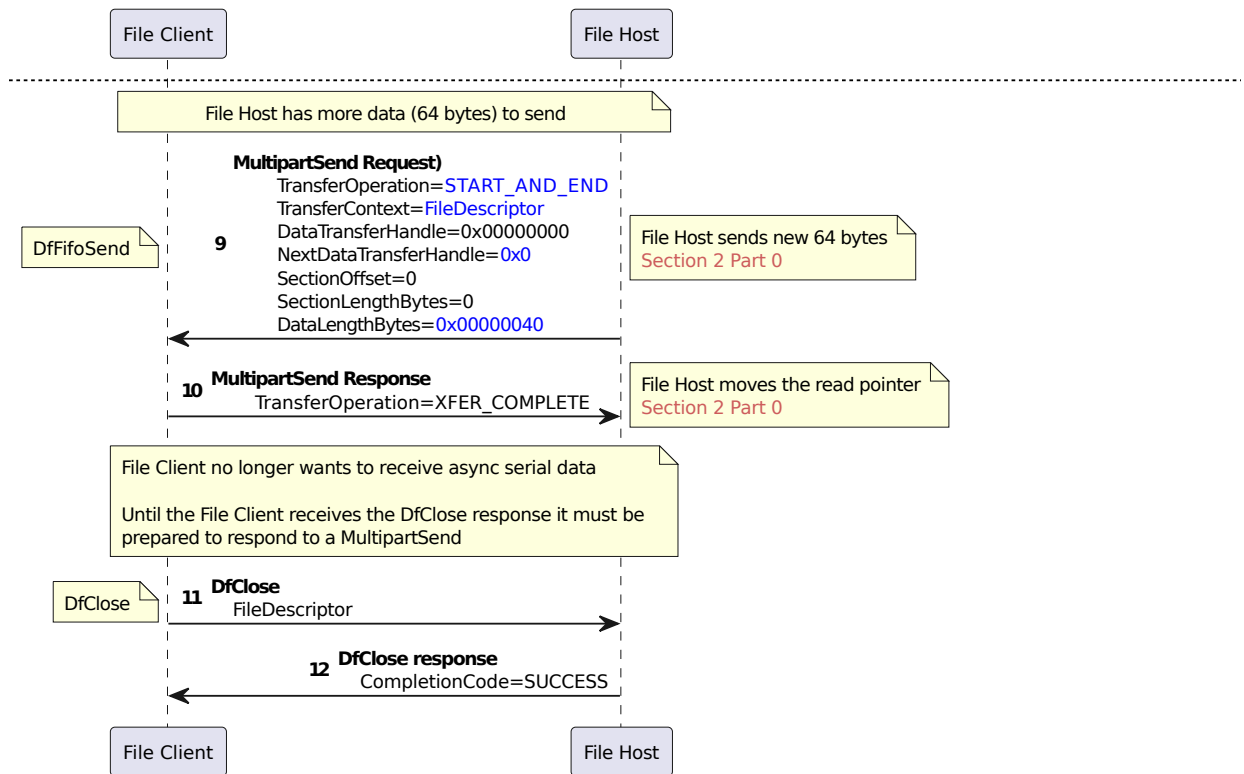 File Client
File Host
File Host has more data (64 bytes) to send
MultipartSend Request)
TransferOperation=START_AND_END
TransferContext=FileDescriptor
DataTransferHandle=0x00000000
NextDataTransferHandle=0x0
SectionOffset=0
SectionLengthBytes=0
DataLengthBytes=0x00000040
9
DfFifoSend
File Host sends new 64 bytes
Section 2 Part 0
10
MultipartSend Response
TransferOperation=XFER_COMPLETE
File Host moves the read pointer
Section 2 Part 0
File Client no longer wants to receive async serial data
Until the File Client receives the DfClose response it must be
prepared to respond to a MultipartSend
DfClose
11
DfClose
FileDescriptor
12
DfClose response
CompletionCode=SUCCESS
File Client
File Host